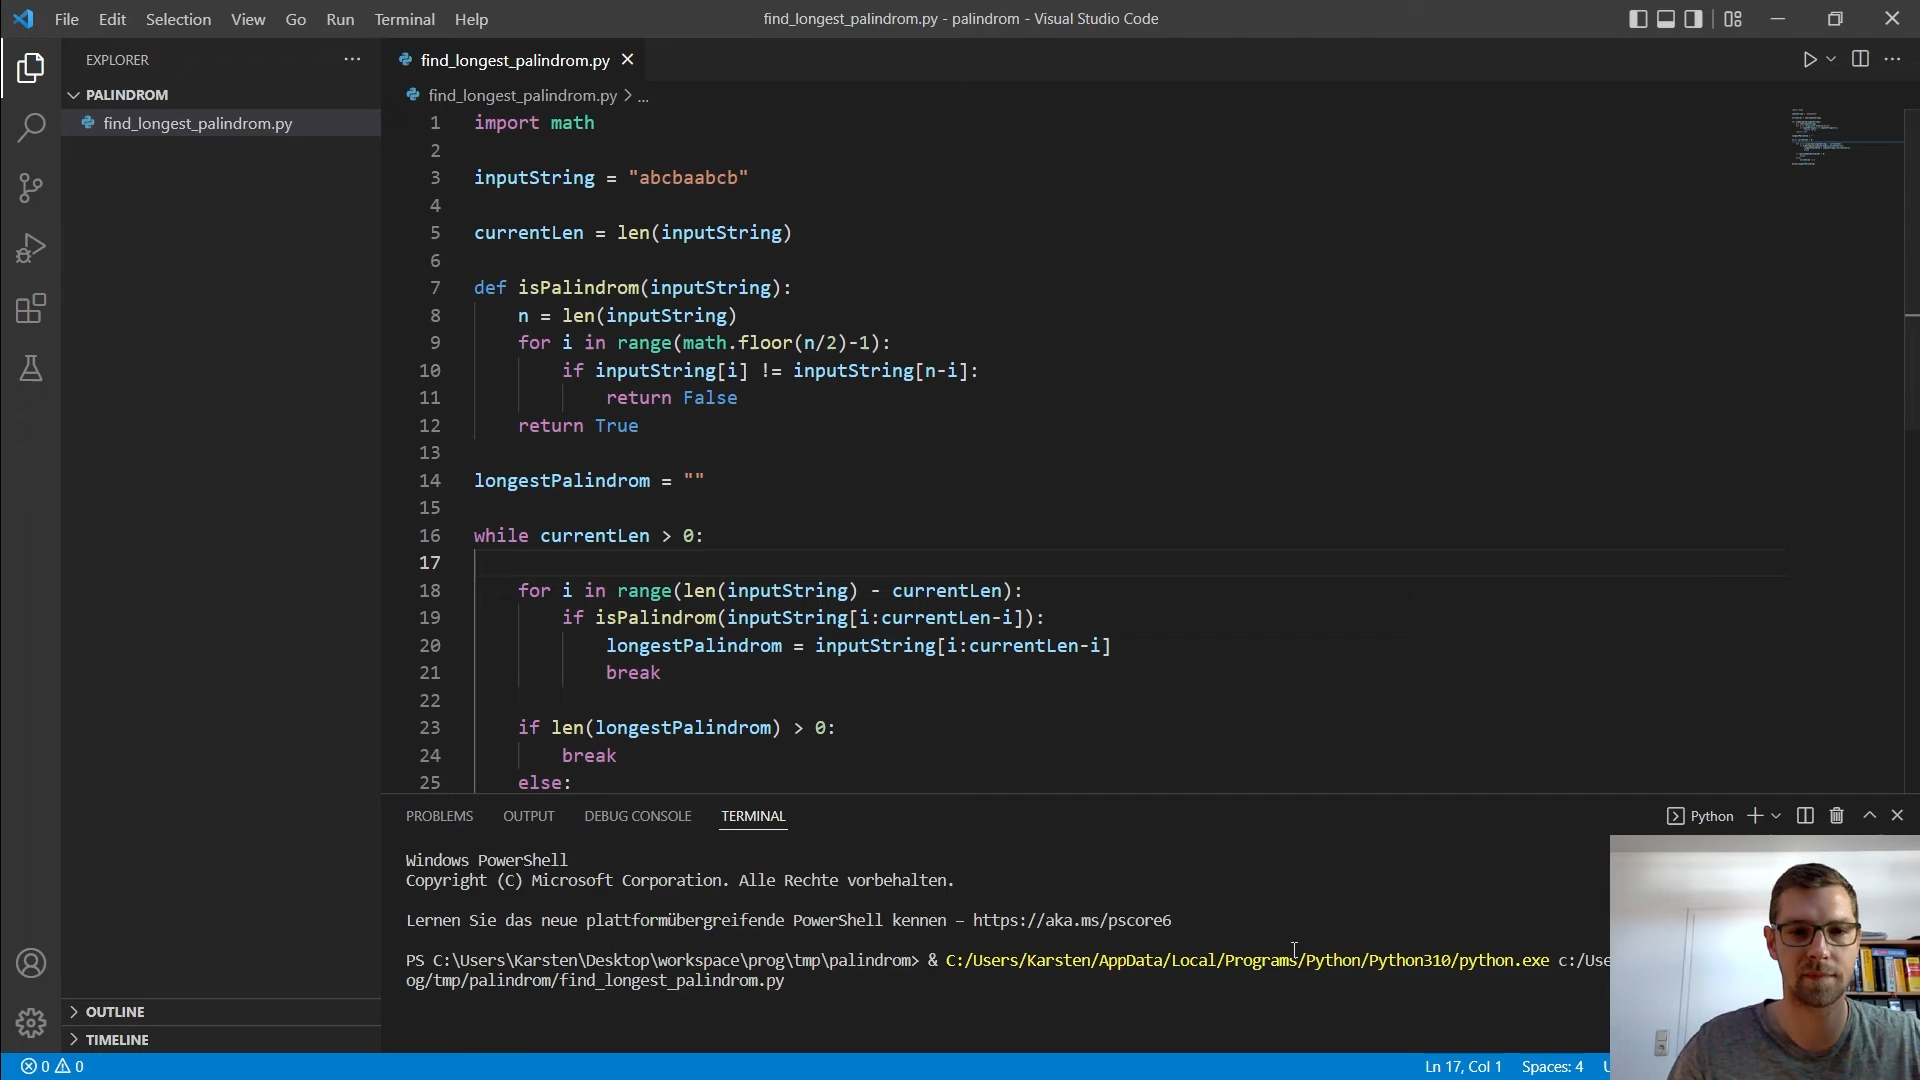 File Edit Selection View Go Run Terminal Help
find_longest_palindrom.py - palindrom - Visual Studio Code
EXPLORER
PALINDROM
find_longest_palindrom.py
find_longest_palindrom.py
find_longest_palindrom.py > ...
1 import math
2
3 inputString = "abcbaabcb"
4
5 currentLen = len(inputString)
6
7 def isPalindrom(inputString):
8 n = len(inputString)
9 for i in range(math.floor(n/2)-1):
10 if inputString[i] != inputString[n-i]:
11 return False
12 return True
13
14 longestPalindrom = ""
15
16 while currentLen > 0:
17
18 for i in range(len(inputString) - currentLen):
19 if isPalindrom(inputString[i:currentLen-i]):
20 longestPalindrom = inputString[i:currentLen-i]
21 break
22
23 if len(longestPalindrom) > 0:
24 break
25 else:
PROBLEMS OUTPUT DEBUG CONSOLE TERMINAL
Python
Windows PowerShell
Copyright (C) Microsoft Corporation. Alle Rechte vorbehalten.
Lernen Sie das neue plattformübergreifende PowerShell kennen – https://aka.ms/pscore6
PS C:\Users\Karsten\Desktop\workspace\prog\tmp\palindrom> & C:/Users/Karsten/AppData/Local/Programs/Python/Python310/python.exe c:/Use
og/tmp/palindrom/find_longest_palindrom.py
OUTLINE
TIMELINE
0 0
Ln 17, Col 1 Spaces: 4